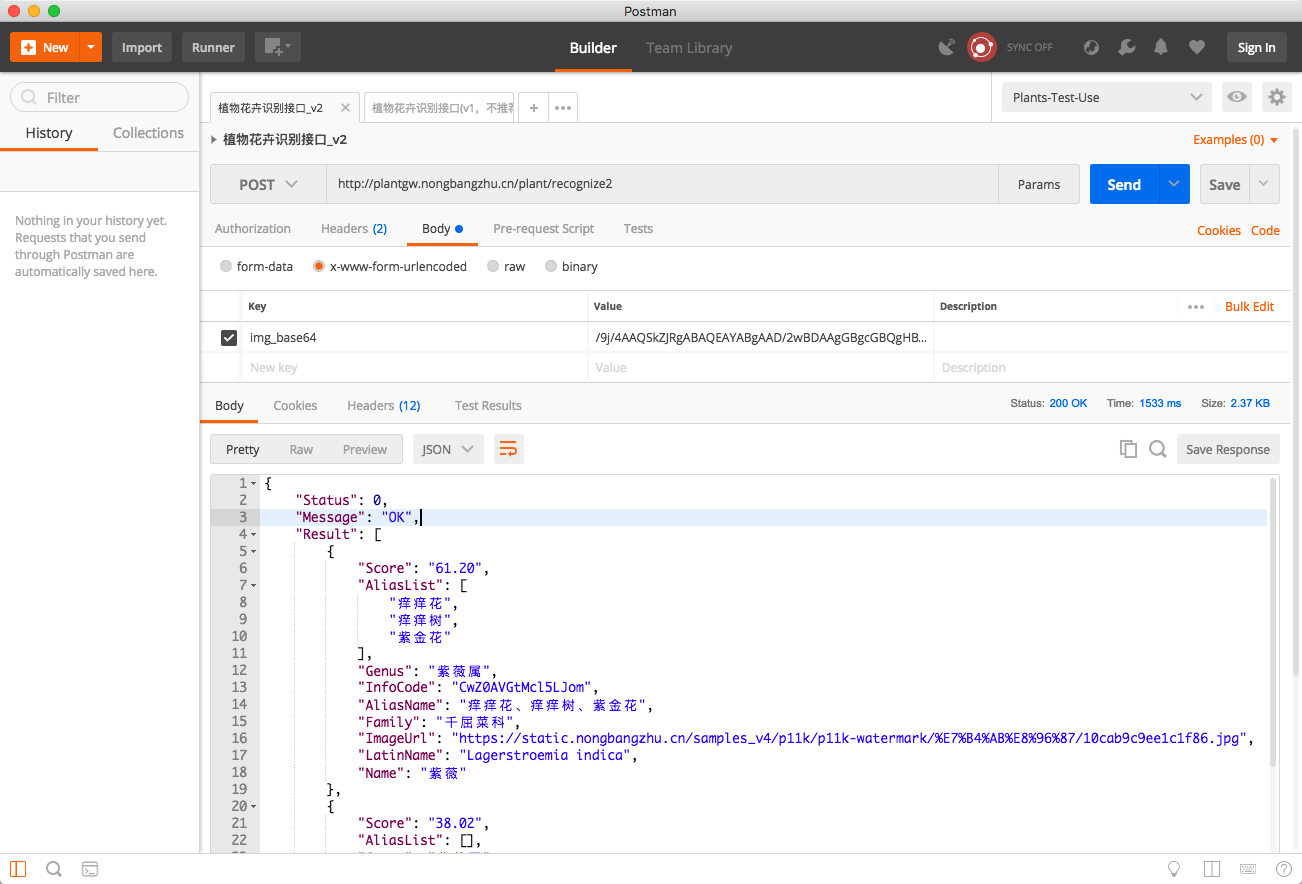 Postman
New
Import
Runner
Builder
Team Library
SYNC OFF
Sign In
Filter
History
Collections
Nothing in your history yet.
Requests that you send
through Postman are
automatically saved here.
植物花卉识别接口_v2
植物花卉识别接口(v1，不推荐
Plants-Test-Use
植物花卉识别接口_v2
Examples (0)
POST
http://plantgw.nongbangzhu.cn/plant/recognize2
Params
Send
Save
Authorization
Headers (2)
Body
Pre-request Script
Tests
Cookies
Code
form-data
x-www-form-urlencoded
raw
binary
Key
Value
Description
Bulk Edit
img_base64
/9j/4AAQSkZJRgABAQEAYABgAAD/2wBDAAgGBgcGBQgHB...
New key
Value
Description
Body
Cookies
Headers (12)
Test Results
Status: 200 OK
Time: 1533 ms
Size: 2.37 KB
Pretty
Raw
Preview
JSON
Save Response
1 {
2 "Status": 0,
3 "Message": "OK",
4 "Result": [
5 {
6 "Score": "61.20",
7 "AliasList": [
8 "痒痒花",
9 "痒痒树",
10 "紫金花"
11 ],
12 "Genus": "紫薇属",
13 "InfoCode": "CwZ0AVGtMcl5LJom",
14 "AliasName": "痒痒花、痒痒树、紫金花",
15 "Family": "千屈菜科",
16 "ImageUrl": "https://static.nongbangzhu.cn/samples_v4/p11k/p11k-watermark/%E7%B4%AB%E8%96%87/10cab9c9ee1c1f86.jpg",
17 "LatinName": "Lagerstroemia indica",
18 "Name": "紫薇"
19 },
20 {
21 "Score": "38.02",
22 "AliasList": [],